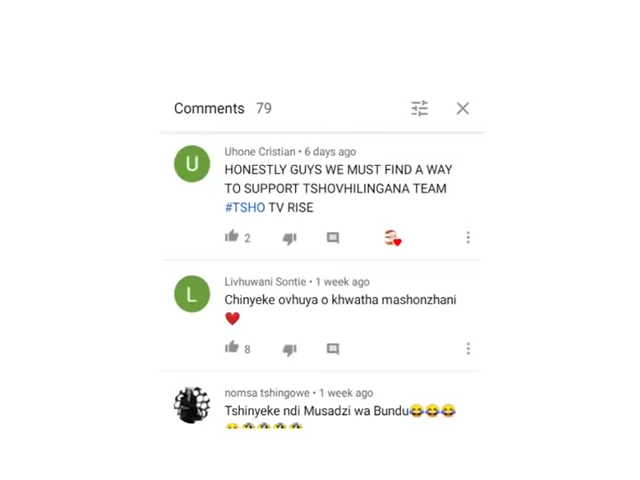 Comments 79
U
Uhone Cristian • 6 days ago
HONESTLY GUYS WE MUST FIND A WAY
TO SUPPORT TSHOVHILINGANA TEAM
#TSHO TV RISE
2
L
Livhuwani Sontie • 1 week ago
Chinyeke ovhuya o khwatha mashonzhani
❤️
8
nomsa tshingowe • 1 week ago
Tshinyeke ndi Musadzi wa Bundu😂😂😂